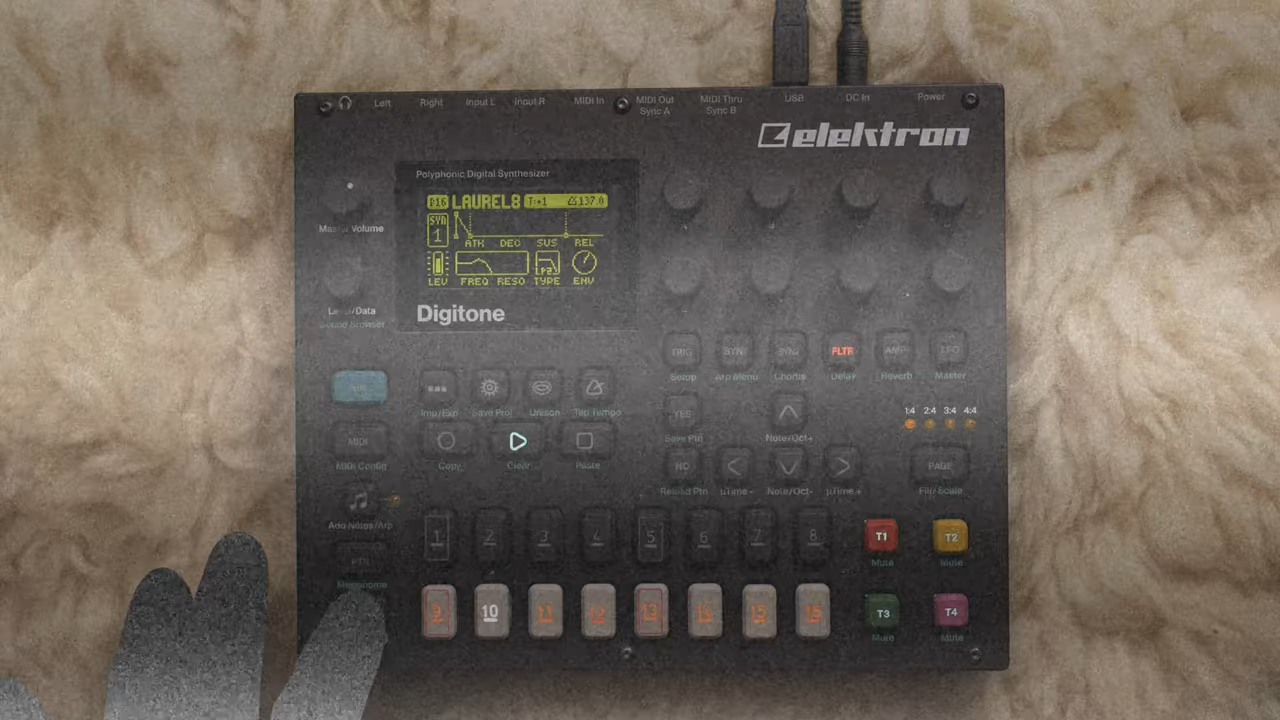 Left Right Input L Input R MIDI In MIDI Out MIDI Thru USB DC In Power
Sync A Sync B
elektron
Polyphonic Digital Synthesizer
B16 LAUREL8 T:+1 137.0
SYN
1
ATK DEC SUS REL
LEV FREQ RESO TYPE ENV
Digitone
Master Volume
Level/Data
Sound Browser
TRIG SYN1 SYN2 FLTR AMP LFO
Setup Arp Menu Chorus Delay Reverb Master
Imp/Exp Save Proj Unison Tap Tempo
YES
Save Ptn Note/Oct+
1:4 2:4 3:4 4:4
MIDI
MIDI Config Copy Clear Paste
NO PAGE
Reload Ptn µTime- Note/Oct- µTime+ Fill/Scale
Add Notes/Arp
PTN
Metronome
1 2 3 4 5 6 7 8 T1 T2
Mute Mute
9 10 11 12 13 14 15 16 T3 T4
Mute Mute